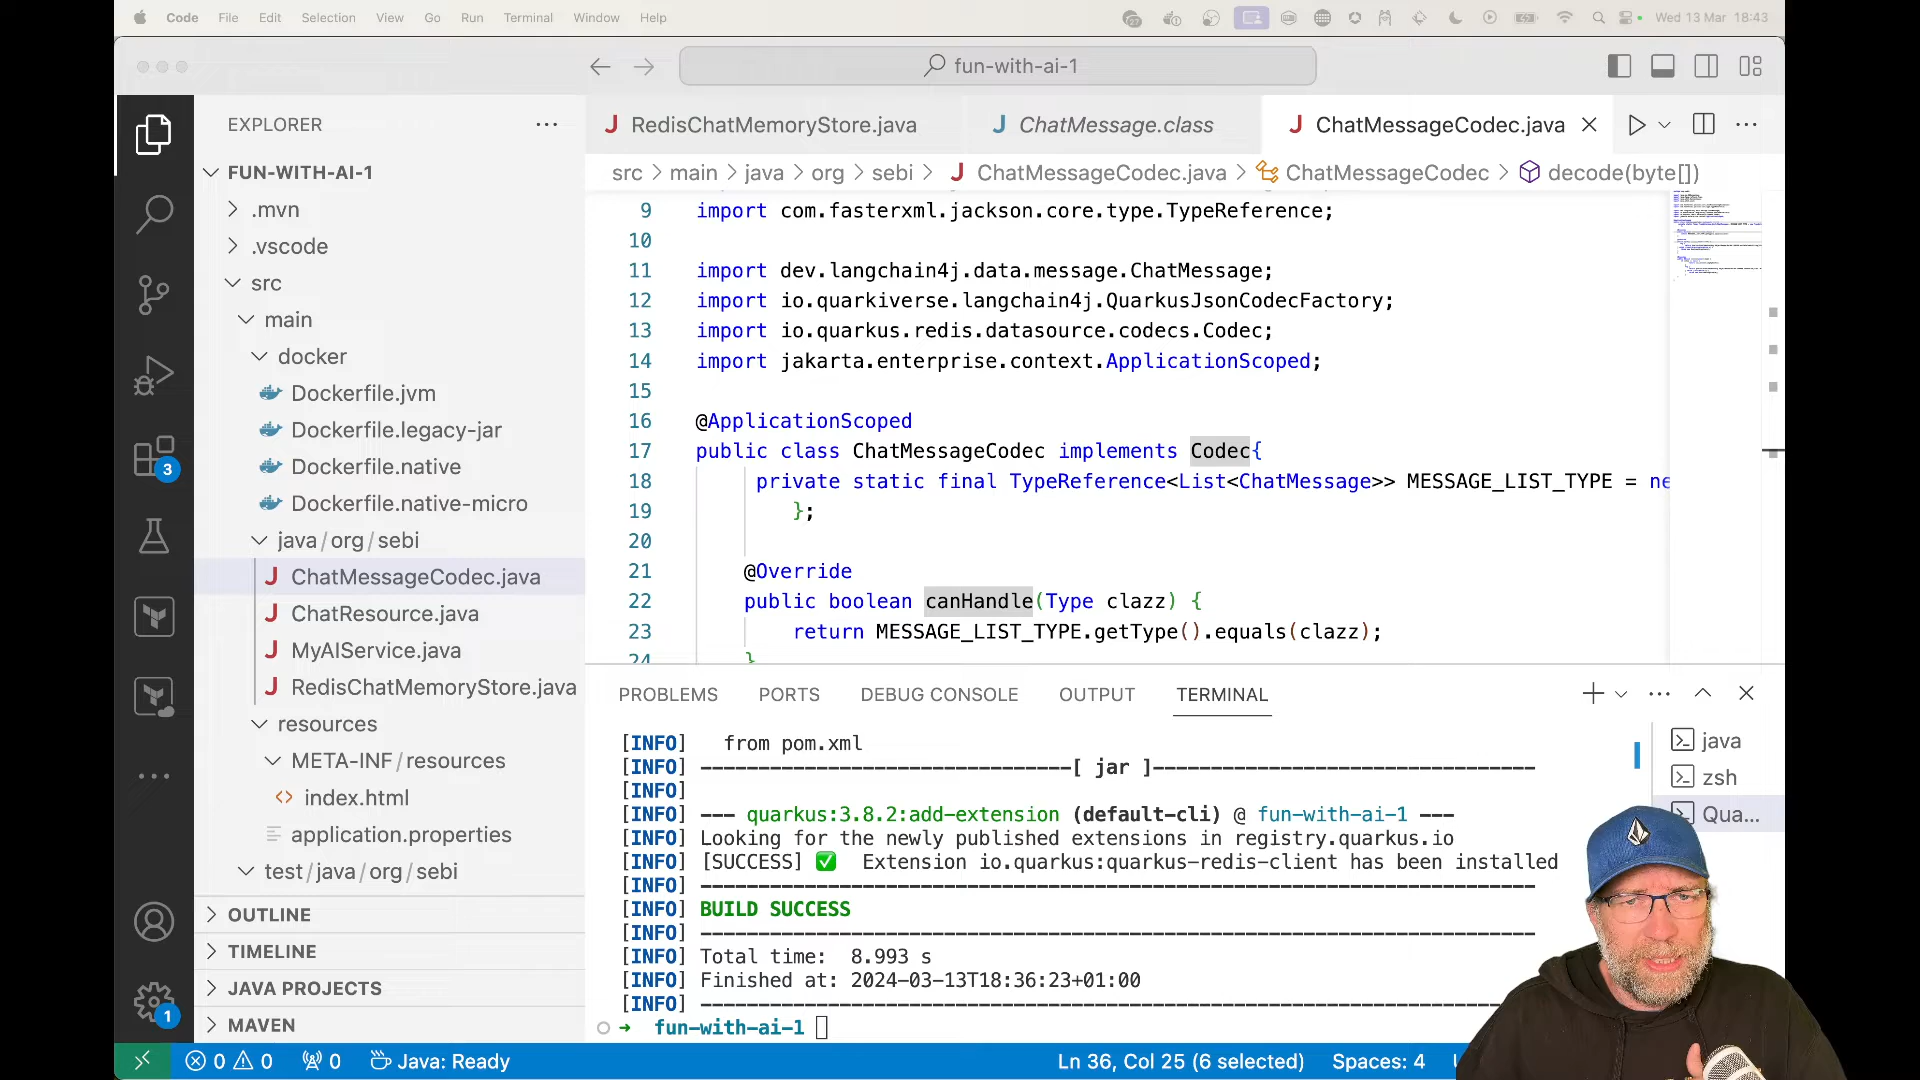 Code File Edit Selection View Go Run Terminal Window Help Wed 13 Mar 18:43
fun-with-ai-1
EXPLORER
FUN-WITH-AI-1
.mvn
.vscode
src
main
docker
Dockerfile.jvm
Dockerfile.legacy-jar
Dockerfile.native
Dockerfile.native-micro
java/org/sebi
ChatMessageCodec.java
ChatResource.java
MyAIService.java
RedisChatMemoryStore.java
resources
META-INF/resources
index.html
application.properties
test/java/org/sebi
OUTLINE
TIMELINE
JAVA PROJECTS
MAVEN
3
1
RedisChatMemoryStore.java ChatMessage.class ChatMessageCodec.java
src > main > java > org > sebi > ChatMessageCodec.java > ChatMessageCodec > decode(byte[])
9 import com.fasterxml.jackson.core.type.TypeReference;
10
11 import dev.langchain4j.data.message.ChatMessage;
12 import io.quarkiverse.langchain4j.QuarkusJsonCodecFactory;
13 import io.quarkus.redis.datasource.codecs.Codec;
14 import jakarta.enterprise.context.ApplicationScoped;
15
16 @ApplicationScoped
17 public class ChatMessageCodec implements Codec{
18 private static final TypeReference<List<ChatMessage>> MESSAGE_LIST_TYPE = ne
19 };
20
21 @Override
22 public boolean canHandle(Type clazz) {
23 return MESSAGE_LIST_TYPE.getType().equals(clazz);
24 }
PROBLEMS PORTS DEBUG CONSOLE OUTPUT TERMINAL
[INFO] from pom.xml
[INFO] --------------------------------[ jar ]---------------------------------
[INFO]
[INFO] --- quarkus:3.8.2:add-extension (default-cli) @ fun-with-ai-1 ---
[INFO] Looking for the newly published extensions in registry.quarkus.io
[INFO] [SUCCESS] ✅ Extension io.quarkus:quarkus-redis-client has been installed
[INFO] ------------------------------------------------------------------------
[INFO] BUILD SUCCESS
[INFO] ------------------------------------------------------------------------
[INFO] Total time: 8.993 s
[INFO] Finished at: 2024-03-13T18:36:23+01:00
[INFO] ------------------------------------------------------------------------
➜ fun-with-ai-1
java
zsh
Qua...
0 0 0 Java: Ready Ln 36, Col 25 (6 selected) Spaces: 4